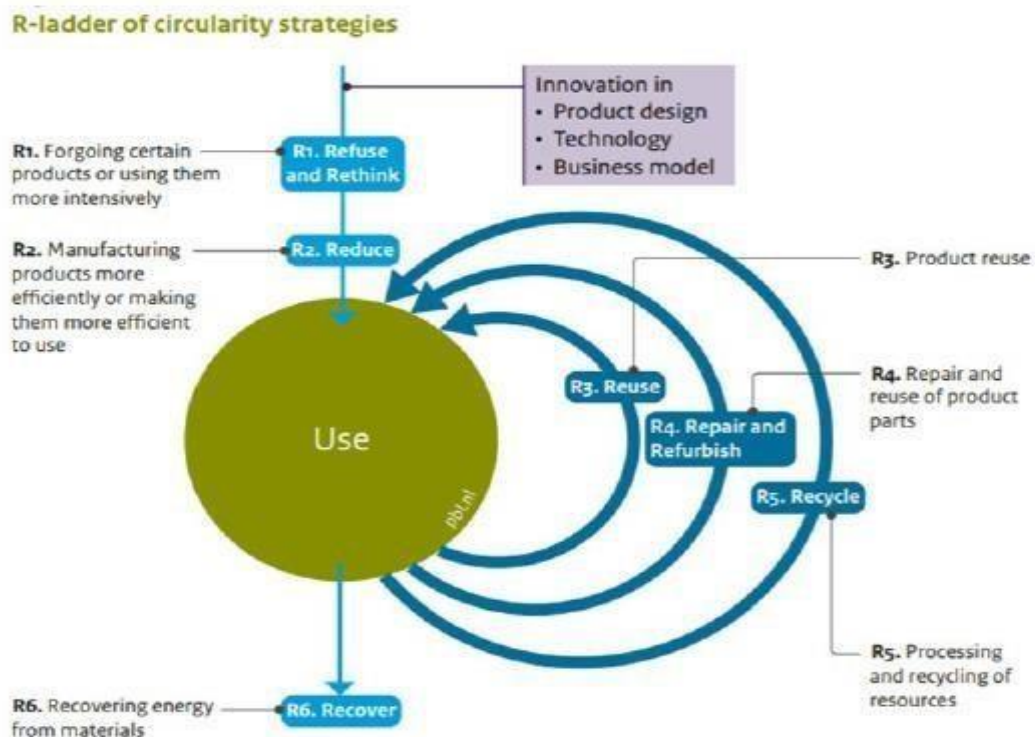 R-ladder of circularity strategies
Innovation in
• Product design
• Technology
• Business model
R1. Forgoing certain
products or using them
more intensively
R1. Refuse
and Rethink
R2. Manufacturing
products more
efficiently or making
them more efficient
to use
R2. Reduce
R3. Product reuse
R3. Reuse
R4. Repair and
reuse of product
parts
R4. Repair and
Refurbish
Use
pbl.nl
R5. Recycle
R5. Processing
and recycling of
resources
R6. Recovering energy
from materials
R6. Recover